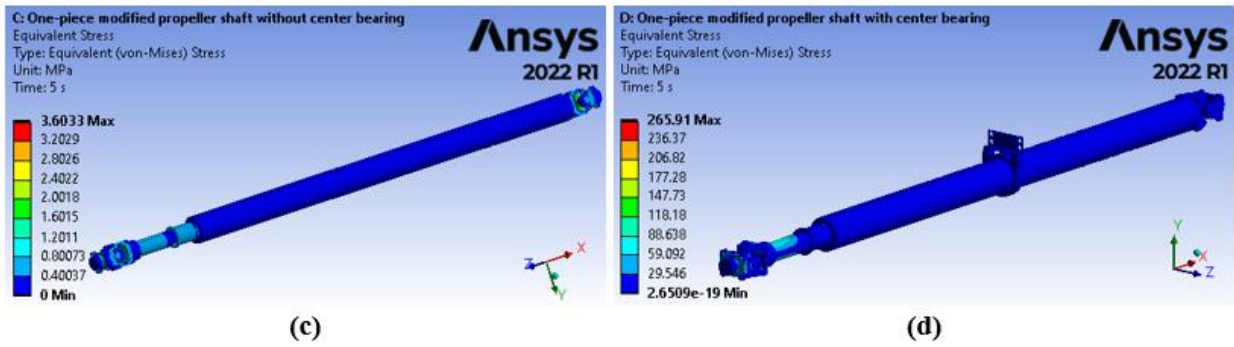 C: One-piece modified propeller shaft without center bearing
Equivalent Stress
Type: Equivalent (von-Mises) Stress
Unit: MPa
Time: 5 s
Ansys
2022 R1
3.6033 Max
3.2029
2.8026
2.4022
2.0018
1.6015
1.2011
0.80073
0.40037
0 Min
Z
X
Y
(c)
D: One-piece modified propeller shaft with center bearing
Equivalent Stress
Type: Equivalent (von-Mises) Stress
Unit: MPa
Time: 5 s
Ansys
2022 R1
265.91 Max
236.37
206.82
177.28
147.73
118.18
88.638
59.092
29.546
2.6509e-19 Min
Y
X
Z
(d)